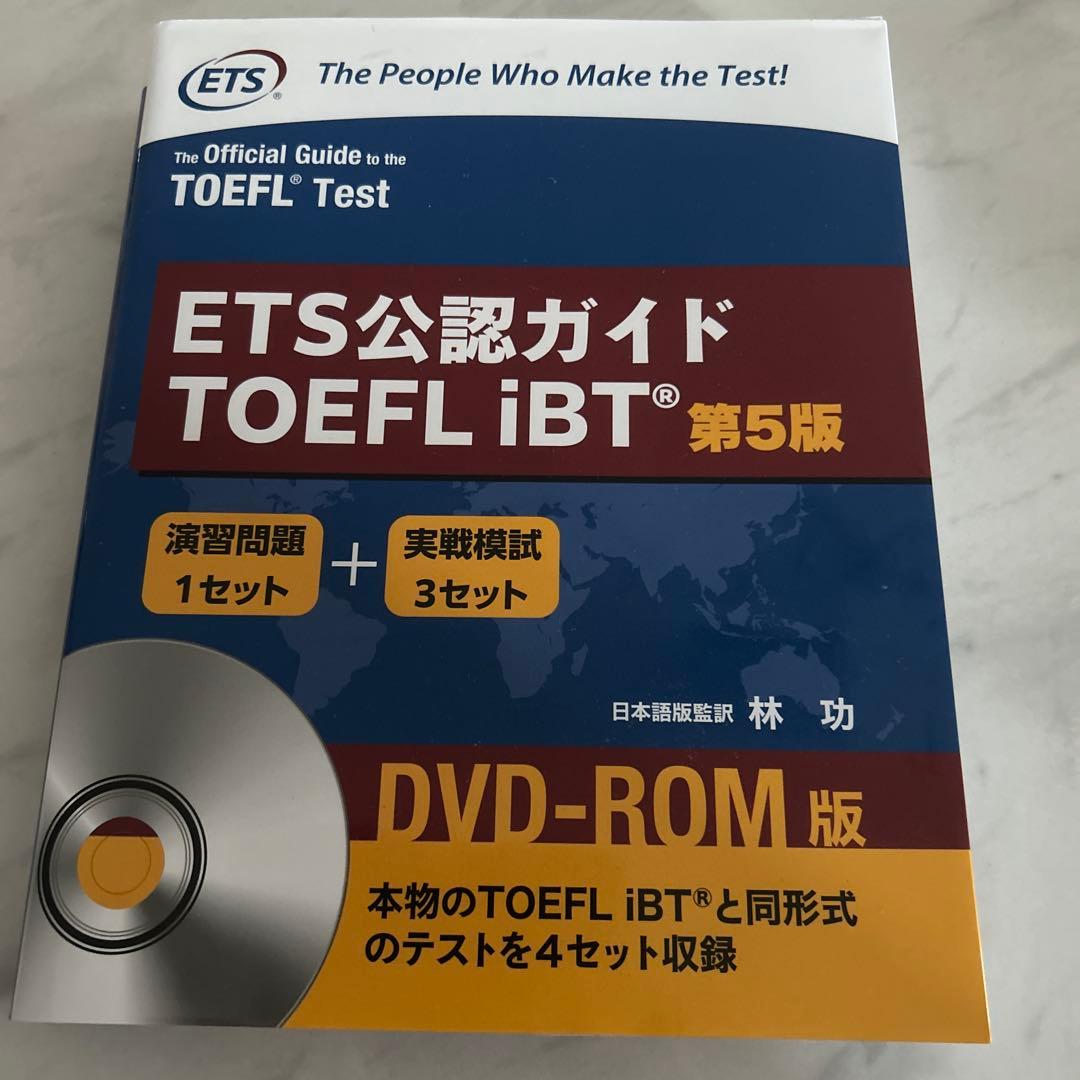 ETS® The People Who Make the Test!
The Official Guide to the
TOEFL® Test
ETS公認ガイド
TOEFL iBT® 第5版
演習問題
1セット
+
実戦模試
3セット
日本語版監訳 林 功
DVD-ROM版
本物のTOEFL iBT®と同形式
のテストを4セット収録